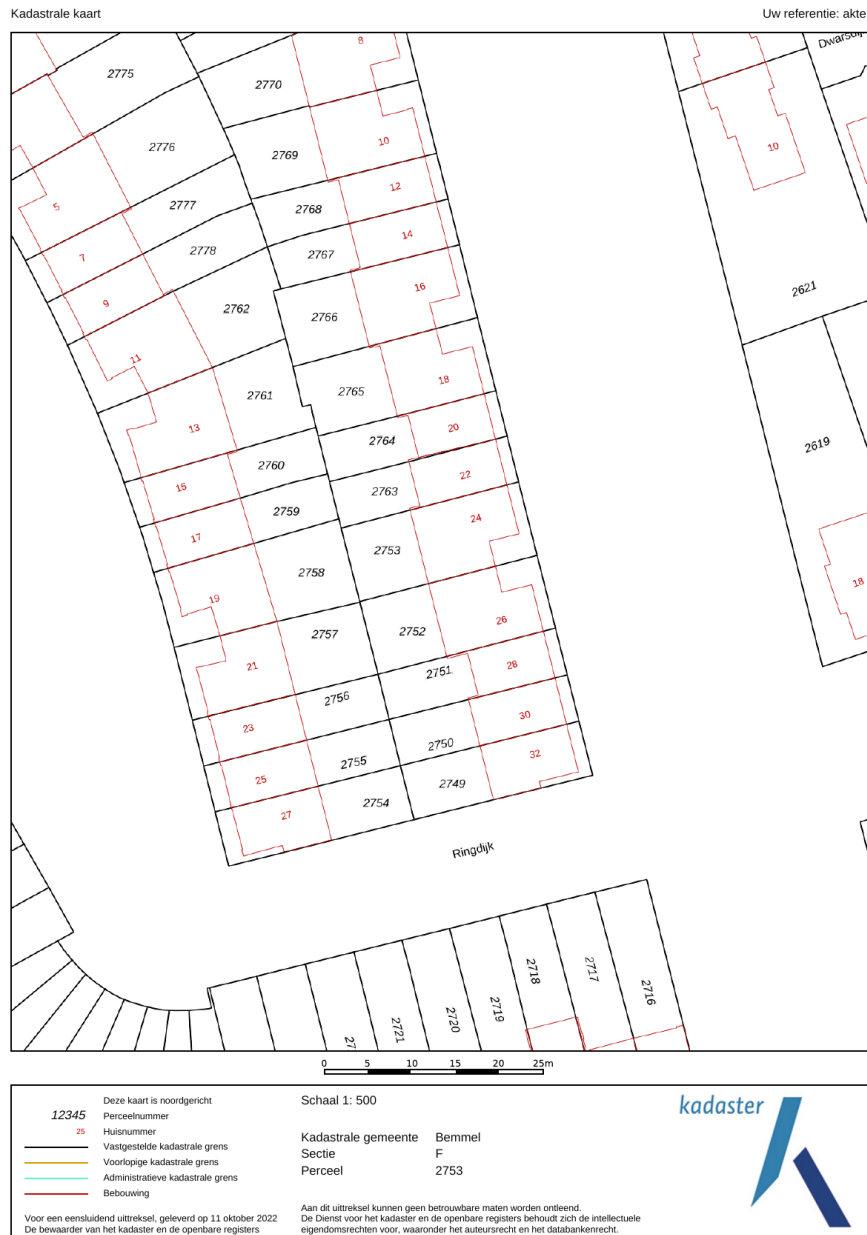 Kadastrale kaart
Uw referentie: akte
8
2775
2770
10
2776
2769
10
12
5
2777
2768
14
7
2778
2767
16
2621
9
2762
2766
11
18
2761
2765
13
20
2764
2619
2760
22
15
2763
2759
24
17
2753
2758
18
19
26
2757
2752
28
21
2751
2756
30
23
2750
32
2755
25
2749
2754
27
Ringdijk
2718
2717
2716
2719
2720
2721
27
0 5 10 15 20 25m
Deze kaart is noordgericht
12345 Perceelnummer
25 Huisnummer
Vastgestelde kadastrale grens
Voorlopige kadastrale grens
Administratieve kadastrale grens
Bebouwing
Voor een eensluidend uittreksel, geleverd op 11 oktober 2022
De bewaarder van het kadaster en de openbare registers
Schaal 1: 500
Kadastrale gemeente Bemmel
Sectie F
Perceel 2753
Aan dit uittreksel kunnen geen betrouwbare maten worden ontleend.
De Dienst voor het kadaster en de openbare registers behoudt zich de intellectuele
eigendomsrechten voor, waaronder het auteursrecht en het databankenrecht.
kadaster